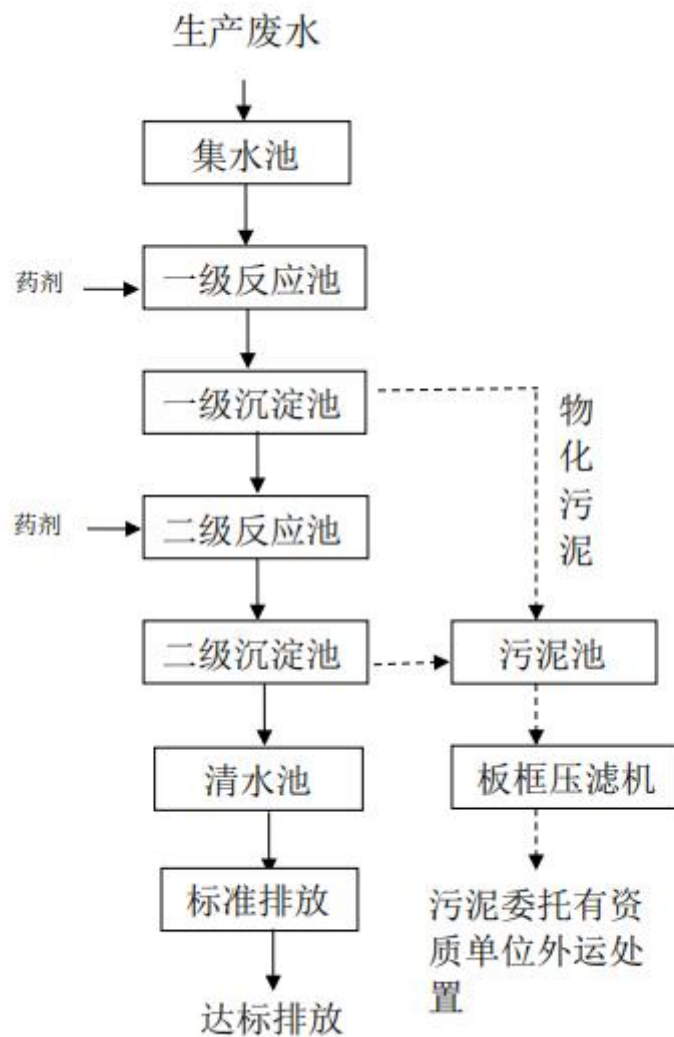 生产废水
集水池
药剂
一级反应池
一级沉淀池
物
化
污
泥
药剂
二级反应池
二级沉淀池
污泥池
清水池
板框压滤机
标准排放
污泥委托有资
质单位外运处
置
达标排放